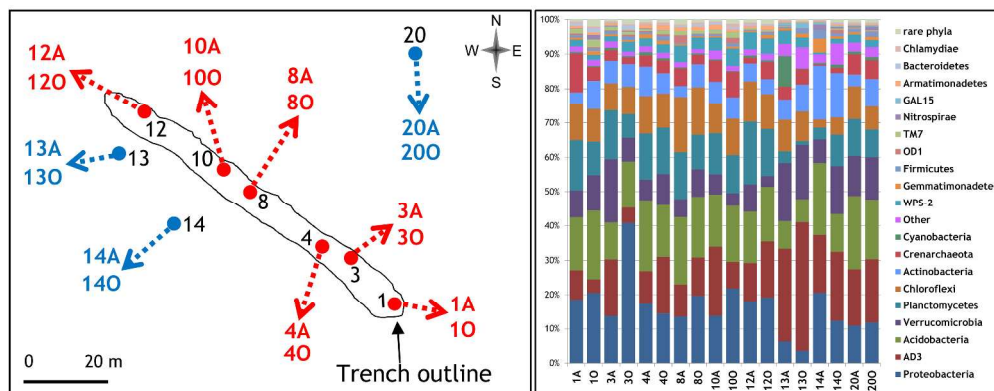 N
W E
S
12A
12O
10A
10O
8A
8O
20
20A
20O
12
13A
13O
13
10
8
14
14A
14O
4
3A
3O
3
1
1A
1O
4A
4O
0 20 m
Trench outline
100%
90%
80%
70%
60%
50%
40%
30%
20%
10%
0%
1A 1O 3A 3O 4A 4O 8A 8O 10A 10O 12A 12O 13A 13O 14A 14O 20A 20O
rare phyla
Chlamydiae
Bacteroidetes
Armatimonadetes
GAL15
Nitrospirae
TM7
OD1
Firmicutes
Gemmatimonadete
WPS-2
Other
Cyanobacteria
Crenarchaeota
Actinobacteria
Chloroflexi
Planctomycetes
Verrucomicrobia
Acidobacteria
AD3
Proteobacteria